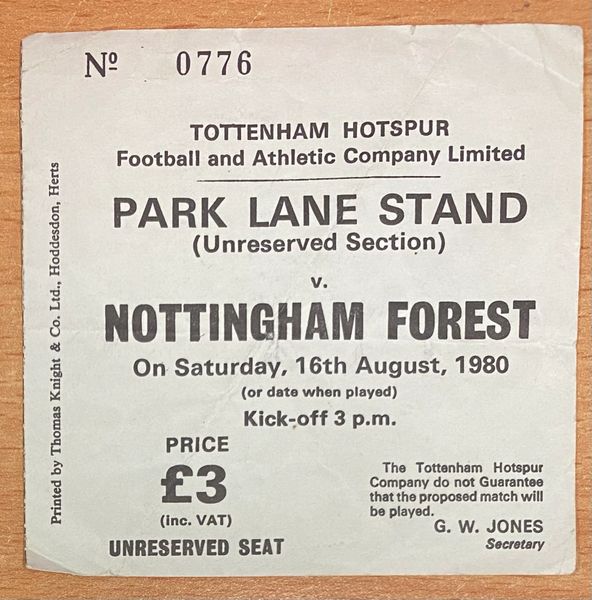 Nº 0776
TOTTENHAM HOTSPUR
Football and Athletic Company Limited
PARK LANE STAND
(Unreserved Section)
v.
NOTTINGHAM FOREST
On Saturday, 16th August, 1980
(or date when played)
Kick-off 3 p.m.
PRICE
£3
(inc. VAT)
UNRESERVED SEAT
The Tottenham Hotspur
Company do not Guarantee
that the proposed match will
be played.
G. W. JONES
Secretary
Printed by Thomas Knight & Co. Ltd., Hoddesdon, Herts